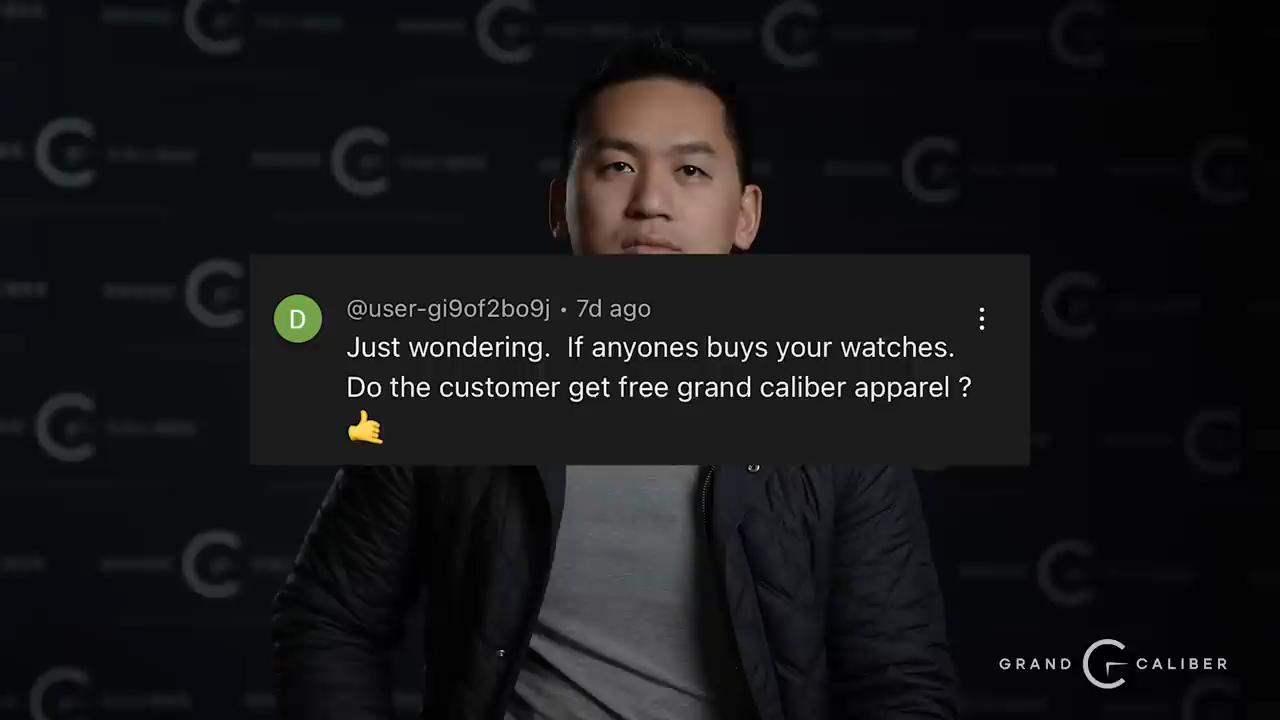 D
@user-gi9of2bo9j • 7d ago
Just wondering.  If anyones buys your watches.
Do the customer get free grand caliber apparel ?
🤙
GRAND CALIBER